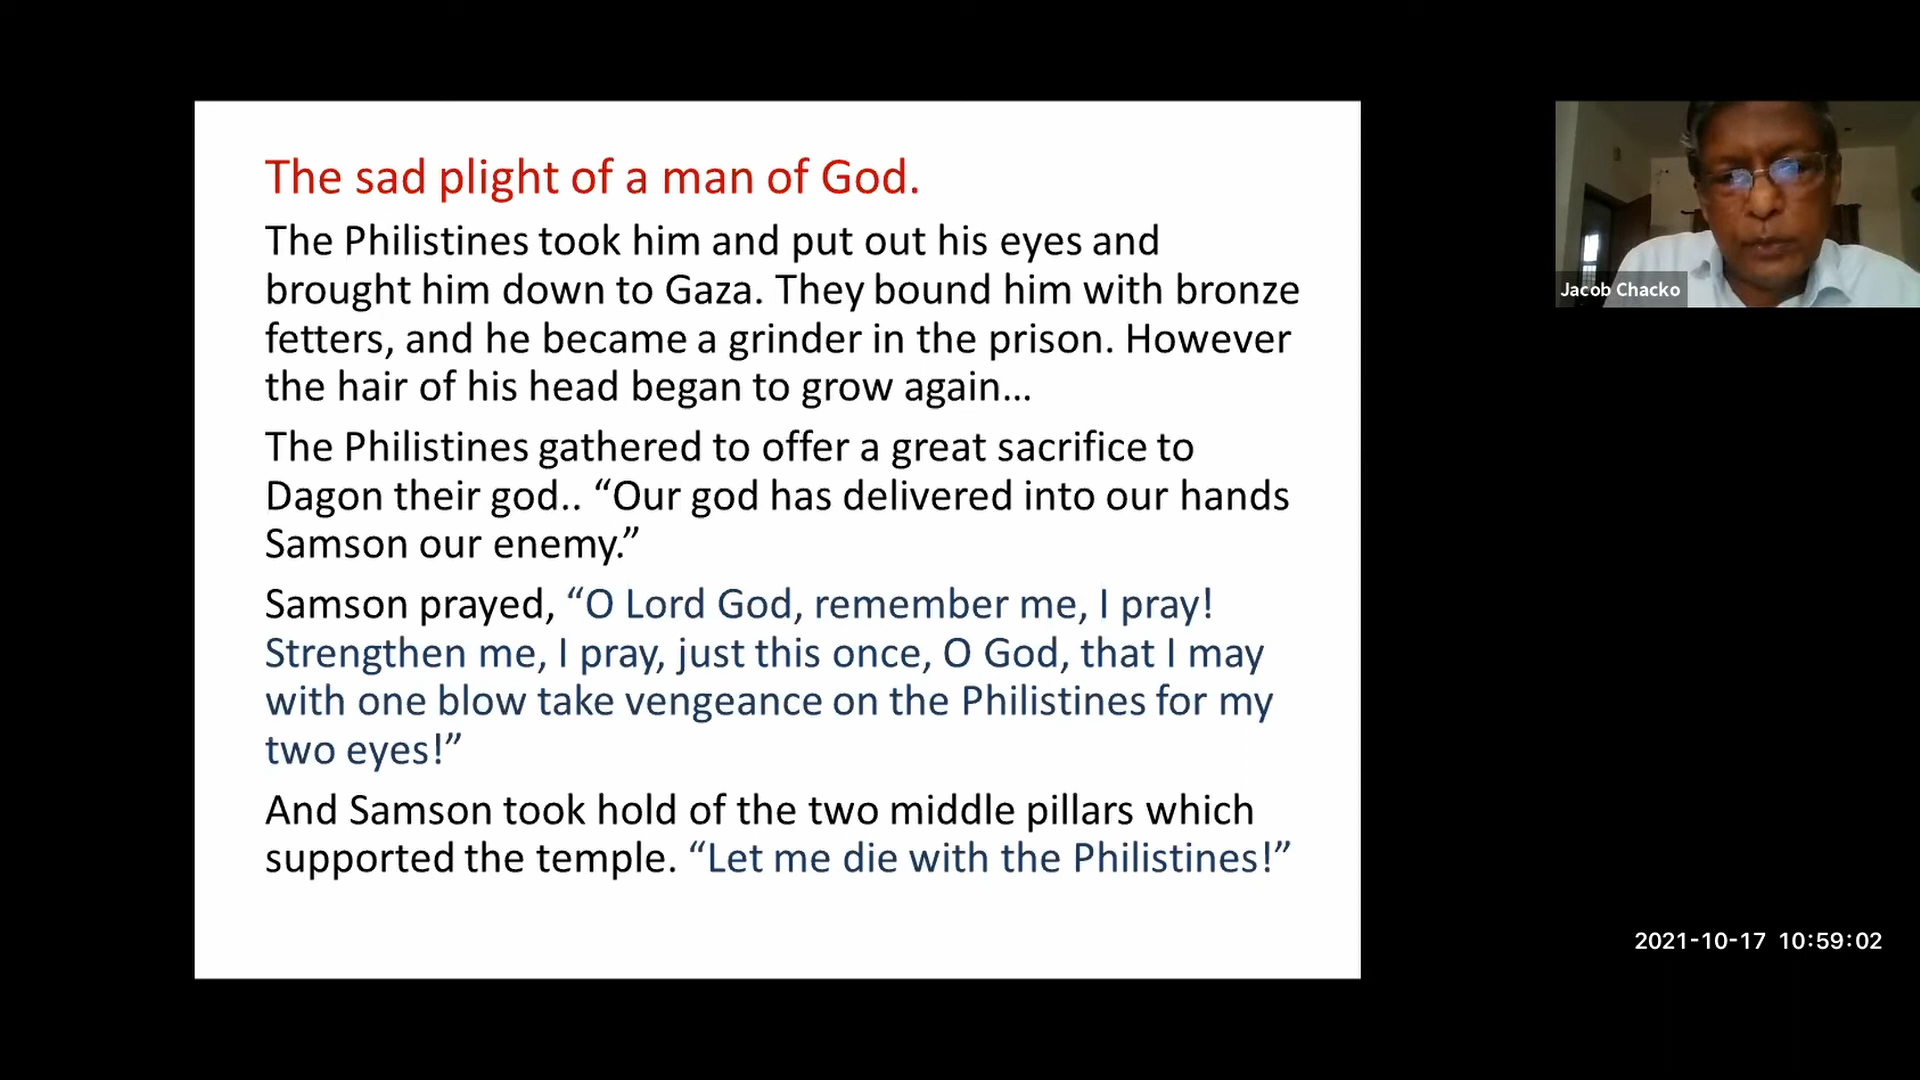 The sad plight of a man of God.
The Philistines took him and put out his eyes and
brought him down to Gaza. They bound him with bronze
fetters, and he became a grinder in the prison. However
the hair of his head began to grow again...
The Philistines gathered to offer a great sacrifice to
Dagon their god.. “Our god has delivered into our hands
Samson our enemy.”
Samson prayed, “O Lord God, remember me, I pray!
Strengthen me, I pray, just this once, O God, that I may
with one blow take vengeance on the Philistines for my
two eyes!”
And Samson took hold of the two middle pillars which
supported the temple. “Let me die with the Philistines!”
Jacob Chacko
2021-10-17 10:59:02